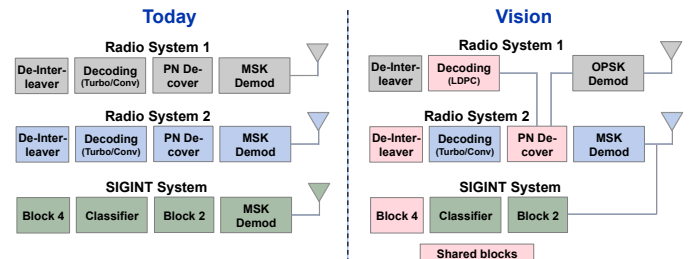 Today
Radio System 1
De-Inter-
leaver
Decoding
(Turbo/Conv)
PN De-
cover
MSK
Demod
Radio System 2
De-Inter-
leaver
Decoding
(Turbo/Conv)
PN De-
cover
MSK
Demod
SIGINT System
Block 4
Classifier
Block 2
MSK
Demod
Vision
Radio System 1
De-Inter-
leaver
Decoding
(LDPC)
OPSK
Demod
Radio System 2
De-Inter-
leaver
Decoding
(Turbo/Conv)
PN De-
cover
MSK
Demod
SIGINT System
Block 4
Classifier
Block 2
Shared blocks